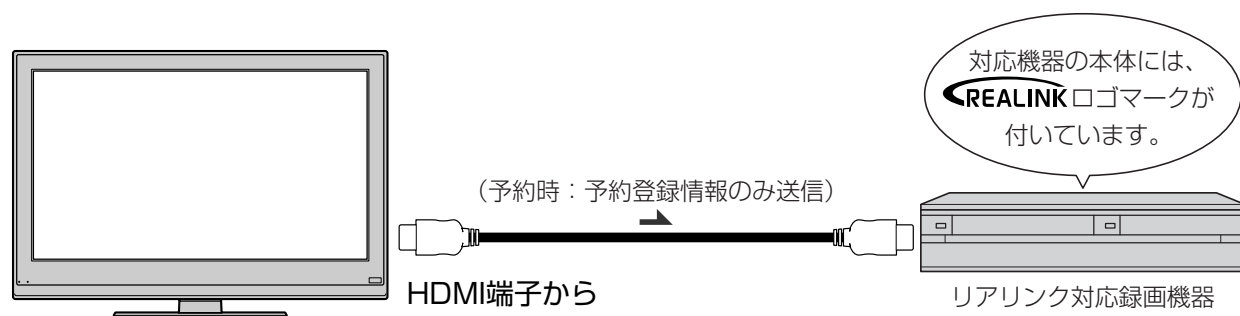 対応機器の本体には、
REALINKロゴマークが
付いています。
（予約時：予約登録情報のみ送信）
HDMI端子から
リアリンク対応録画機器